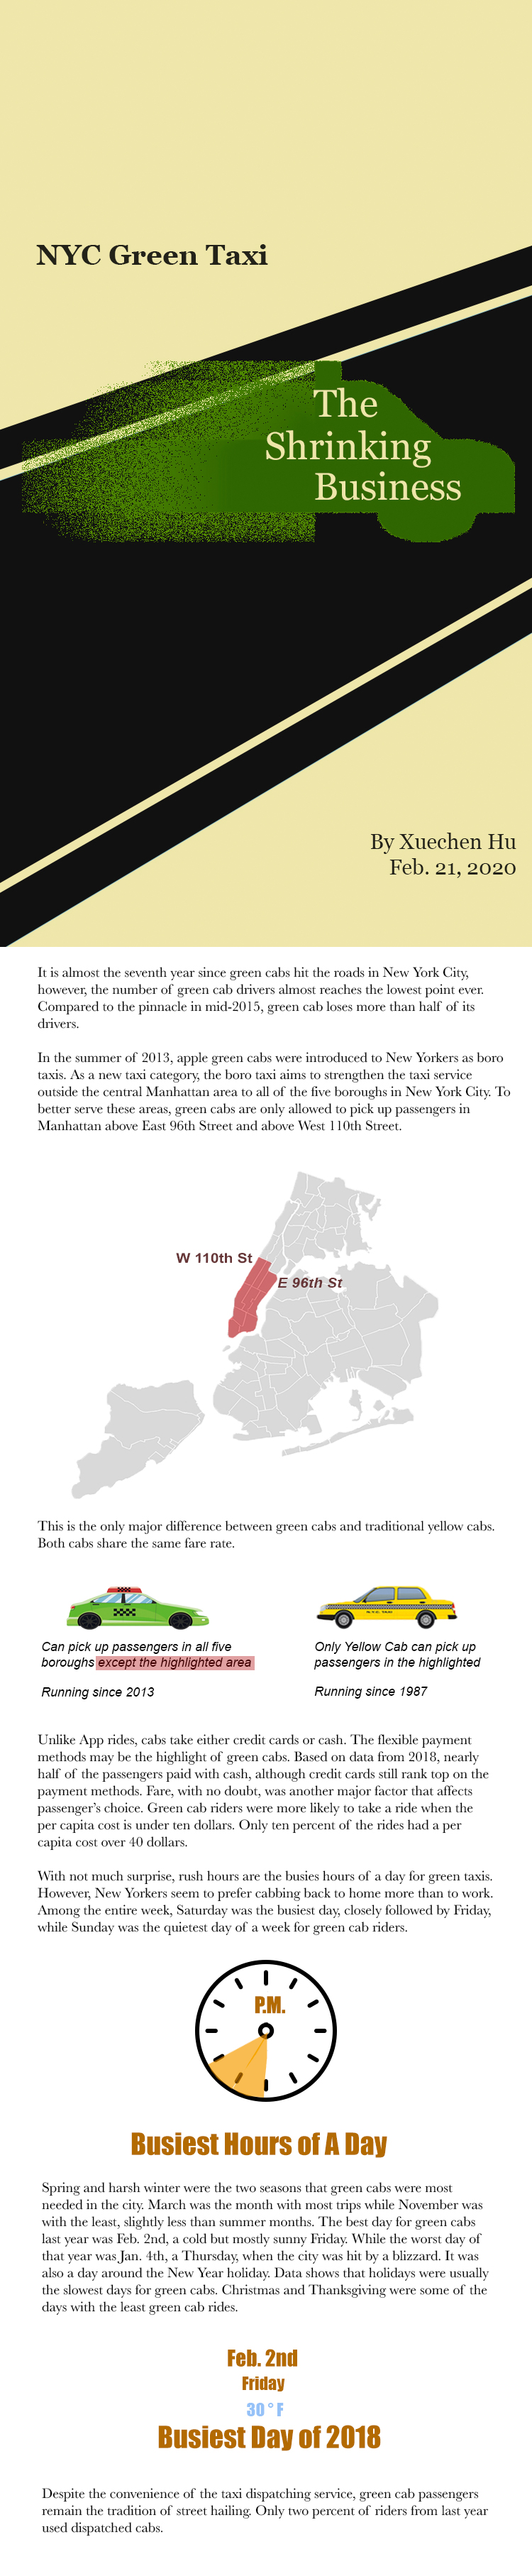 NYC Green Taxi
The
Shrinking
Business
By Xuechen Hu
Feb. 21, 2020
It is almost the seventh year since green cabs hit the roads in New York City,
however, the number of green cab drivers almost reaches the lowest point ever.
Compared to the pinnacle in mid-2015, green cab loses more than half of its
drivers.
In the summer of 2013, apple green cabs were introduced to New Yorkers as boro
taxis. As a new taxi category, the boro taxi aims to strengthen the taxi service
outside the central Manhattan area to all of the five boroughs in New York City. To
better serve these areas, green cabs are only allowed to pick up passengers in
Manhattan above East 96th Street and above West 110th Street.
W 110th St
E 96th St
This is the only major difference between green cabs and traditional yellow cabs.
Both cabs share the same fare rate.
N.Y.C. TAXI
Can pick up passengers in all five
boroughs except the highlighted area
Running since 2013
Only Yellow Cab can pick up
passengers in the highlighted
Running since 1987
Unlike App rides, cabs take either credit cards or cash. The flexible payment
methods may be the highlight of green cabs. Based on data from 2018, nearly
half of the passengers paid with cash, although credit cards still rank top on the
payment methods. Fare, with no doubt, was another major factor that affects
passenger's choice. Green cab riders were more likely to take a ride when the
per capita cost is under ten dollars. Only ten percent of the rides had a per
capita cost over 40 dollars.
With not much surprise, rush hours are the busies hours of a day for green taxis.
However, New Yorkers seem to prefer cabbing back to home more than to work.
Among the entire week, Saturday was the busiest day, closely followed by Friday,
while Sunday was the quietest day of a week for green cab riders.
P.M.
Busiest Hours of A Day
Spring and harsh winter were the two seasons that green cabs were most
needed in the city. March was the month with most trips while November was
with the least, slightly less than summer months. The best day for green cabs
last year was Feb. 2nd, a cold but mostly sunny Friday. While the worst day of
that year was Jan. 4th, a Thursday, when the city was hit by a blizzard. It was
also a day around the New Year holiday. Data shows that holidays were usually
the slowest days for green cabs. Christmas and Thanksgiving were some of the
days with the least green cab rides.
Feb. 2nd
Friday
30 ° F
Busiest Day of 2018
Despite the convenience of the taxi dispatching service, green cab passengers
remain the tradition of street hailing. Only two percent of riders from last year
used dispatched cabs.